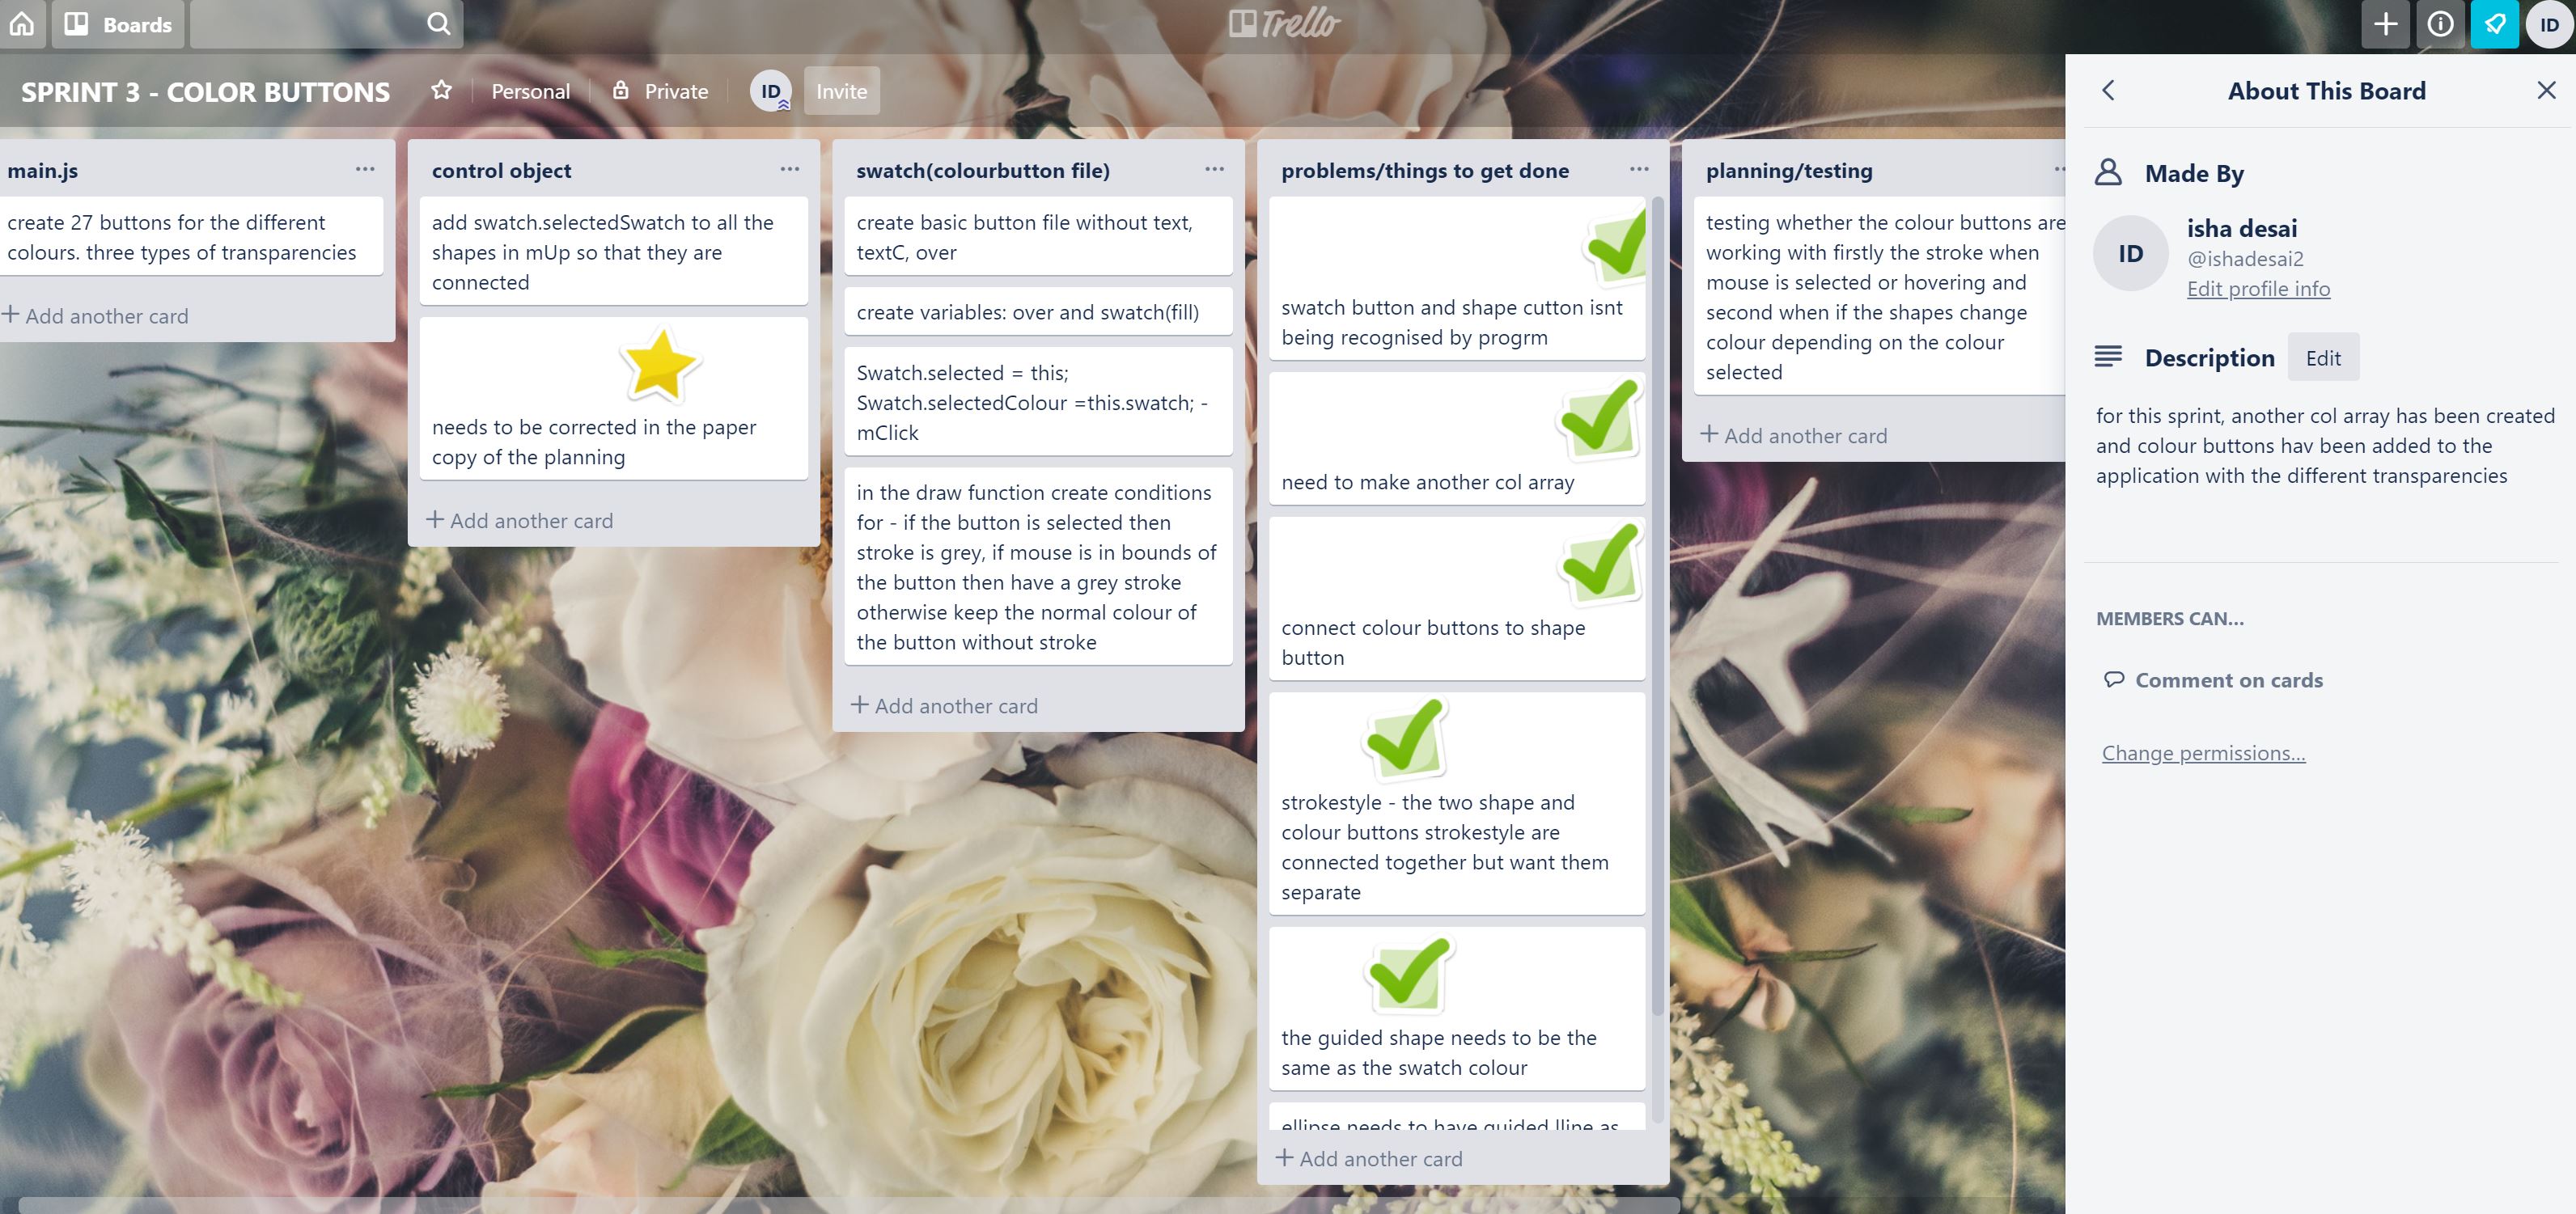 Boards
Trello
ID
SPRINT 3 - COLOR BUTTONS
Personal
Private
ID
Invite
main.js
create 27 buttons for the different
colours. three types of transparencies
Add another card
control object
add swatch.selectedSwatch to all the
shapes in mUp so that they are
connected
needs to be corrected in the paper
copy of the planning
Add another card
swatch(colourbutton file)
create basic button file without text,
textC, over
create variables: over and swatch(fill)
Swatch.selected = this;
Swatch.selectedColour =this.swatch; -
mClick
in the draw function create conditions
for - if the button is selected then
stroke is grey, if mouse is in bounds of
the button then have a grey stroke
otherwise keep the normal colour of
the button without stroke
Add another card
problems/things to get done
swatch button and shape cutton isnt
being recognised by progrm
need to make another col array
connect colour buttons to shape
button
strokestyle - the two shape and
colour buttons strokestyle are
connected together but want them
separate
the guided shape needs to be the
same as the swatch colour
ellipse needs to have guided lline as
Add another card
planning/testing
testing whether the colour buttons are
working with firstly the stroke when
mouse is selected or hovering and
second when if the shapes change
colour depending on the colour
selected
Add another card
About This Board
Made By
ID
isha desai
@ishadesai2
Edit profile info
Description
Edit
for this sprint, another col array has been created
and colour buttons hav been added to the
application with the different transparencies
MEMBERS CAN...
Comment on cards
Change permissions...